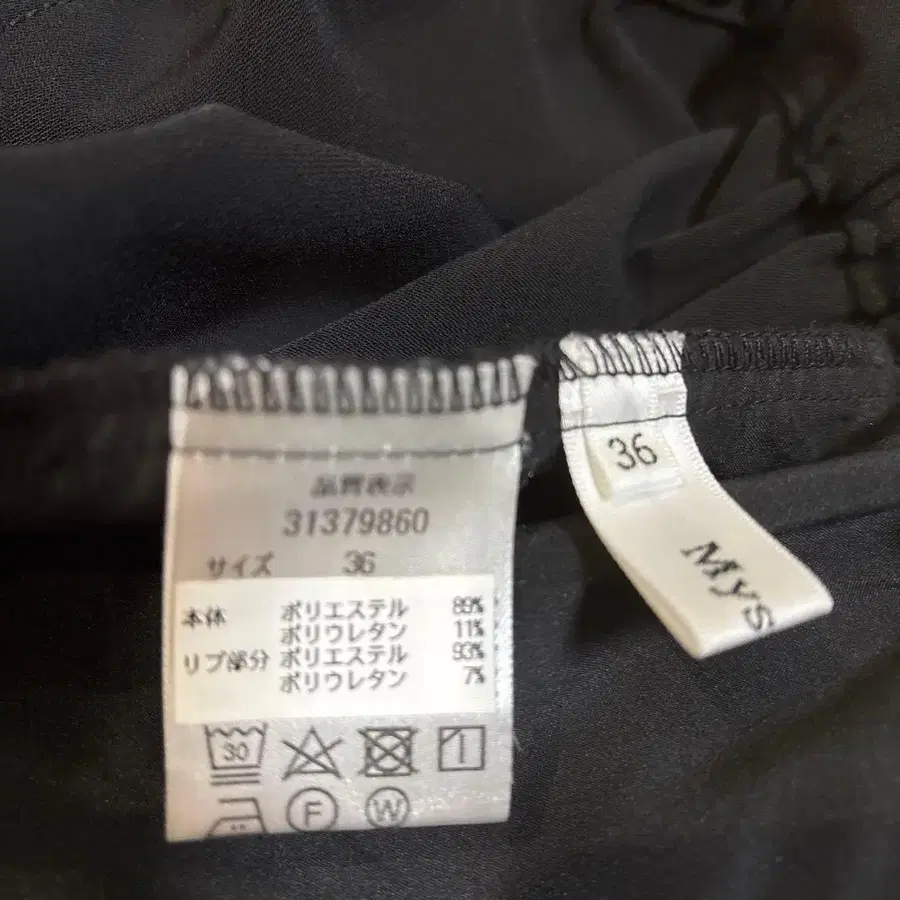 品質表示
31379860
サイズ 36
本体 ポリエステル 89%
ポリウレタン 11%
リブ部分 ポリエステル 93%
ポリウレタン 7%
30
F
W
36
Mys